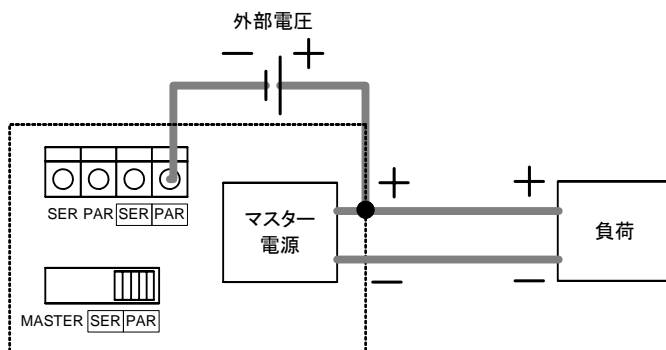 外部電圧
− +
SER PAR SER PAR
マスター
電源
+ +
負荷
− −
MASTER SER PAR